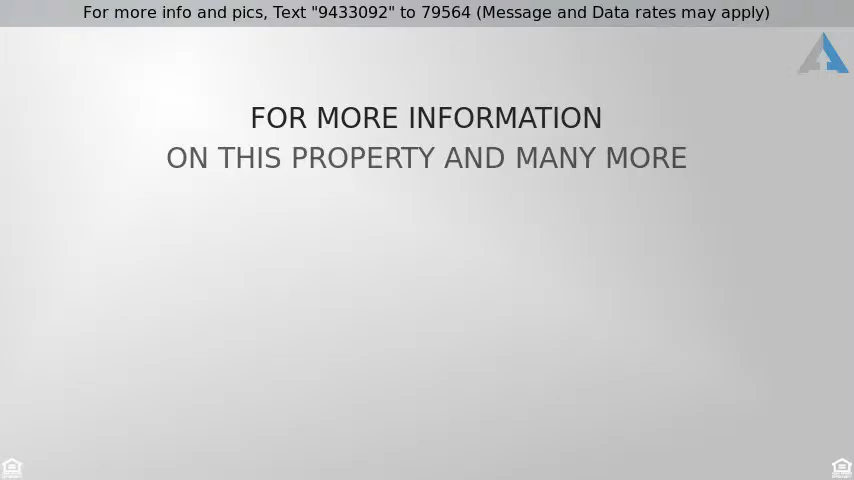 For more info and pics, Text "9433092" to 79564 (Message and Data rates may apply)
FOR MORE INFORMATION
ON THIS PROPERTY AND MANY MORE